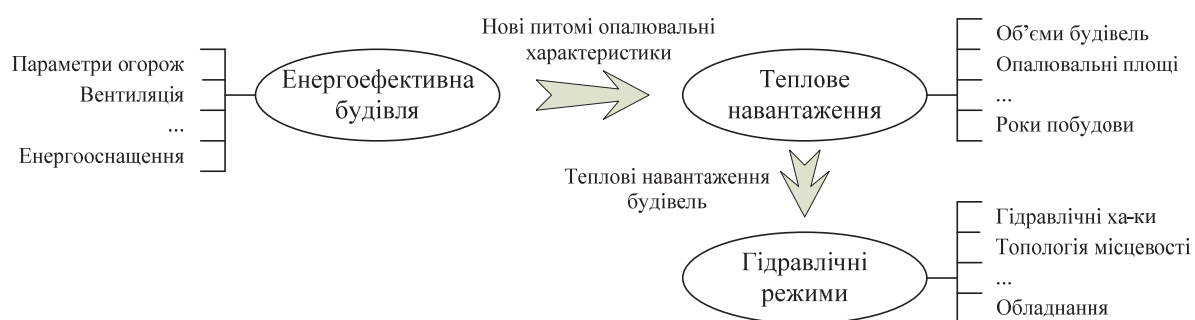 Нові питомі опалювальні
характеристики
Параметри огорож
Вентиляція
...
Енергооснащення
Енергоефективна
будівля
Теплове
навантаження
Об’єми будівель
Опалювальні площі
...
Роки побудови
Теплові навантаження
будівель
Гідравлічні
режими
Гідравлічні ха-ки
Топологія місцевості
...
Обладнання